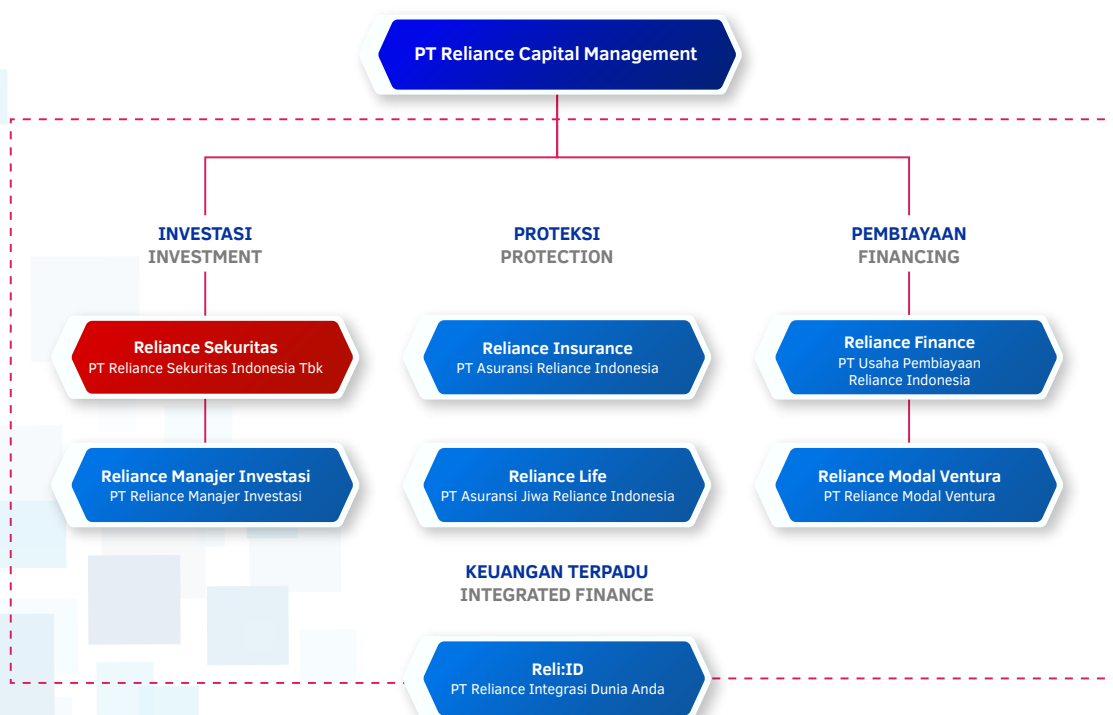 PT Reliance Capital Management
INVESTASI
INVESTMENT
PROTEKSI
PROTECTION
PEMBIAYAAN
FINANCING
Reliance Sekuritas
PT Reliance Sekuritas Indonesia Tbk
Reliance Insurance
PT Asuransi Reliance Indonesia
Reliance Finance
PT Usaha Pembiayaan
Reliance Indonesia
Reliance Manajer Investasi
PT Reliance Manajer Investasi
Reliance Life
PT Asuransi Jiwa Reliance Indonesia
Reliance Modal Ventura
PT Reliance Modal Ventura
KEUANGAN TERPADU
INTEGRATED FINANCE
Reli:ID
PT Reliance Integrasi Dunia Anda